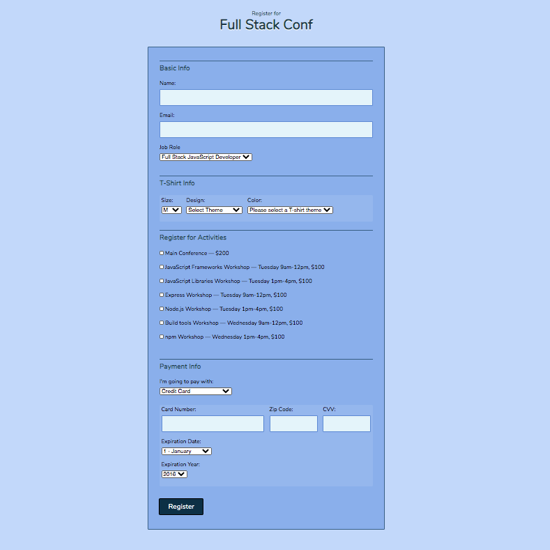 Register for
Full Stack Conf
Basic Info
Name:
Email:
Job Role
Full Stack JavaScript Developer
T-Shirt Info
Size: Design: Color:
M Select Theme Please select a T-shirt theme
Register for Activities
Main Conference — $200
JavaScript Frameworks Workshop — Tuesday 9am-12pm, $100
JavaScript Libraries Workshop — Tuesday 1pm-4pm, $100
Express Workshop — Tuesday 9am-12pm, $100
Node.js Workshop — Tuesday 1pm-4pm, $100
Build tools Workshop — Wednesday 9am-12pm, $100
npm Workshop — Wednesday 1pm-4pm, $100
Payment Info
I'm going to pay with:
Credit Card
Card Number: Zip Code: CVV:
Expiration Date:
1 - January
Expiration Year:
2016
Register